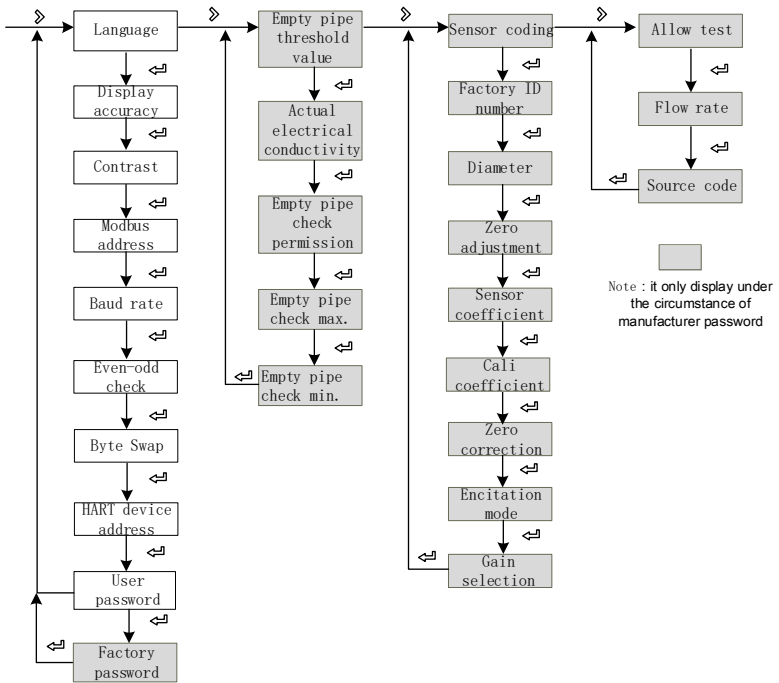 Language
Display
accuracy
Contrast
Modbus
address
Baud rate
Even-odd
check
Byte Swap
HART device
address
User
password
Factory
password
Empty pipe
threshold
value
Actual
electrical
conductivity
Empty pipe
check
permission
Empty pipe
check max.
Empty pipe
check min.
Sensor coding
Factory ID
number
Diameter
Zero
adjustment
Sensor
coefficient
Cali
coefficient
Zero
correction
Encitation
mode
Gain
selection
Allow test
Flow rate
Source code
Note : it only display under
the circumstance of
manufacturer password